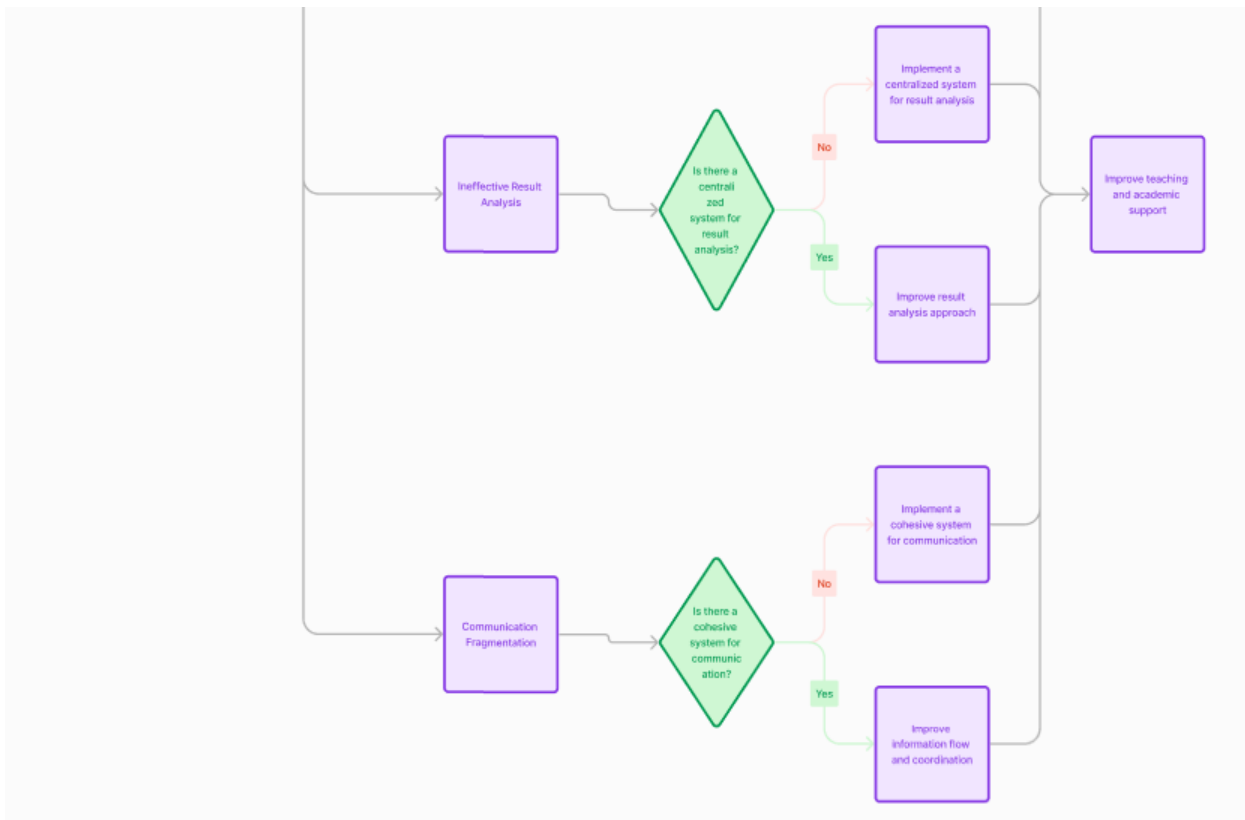 Implement a
centralized system
for result analysis
Ineffective Result
Analysis
Is there a
centrali
zed
system for
result
analysis?
No
Yes
Improve result
analysis approach
Improve teaching
and academic
support
Implement a
cohesive system
for communication
Communication
Fragmentation
Is there a
cohesive
system for
communic
ation?
No
Yes
Improve
information flow
and coordination